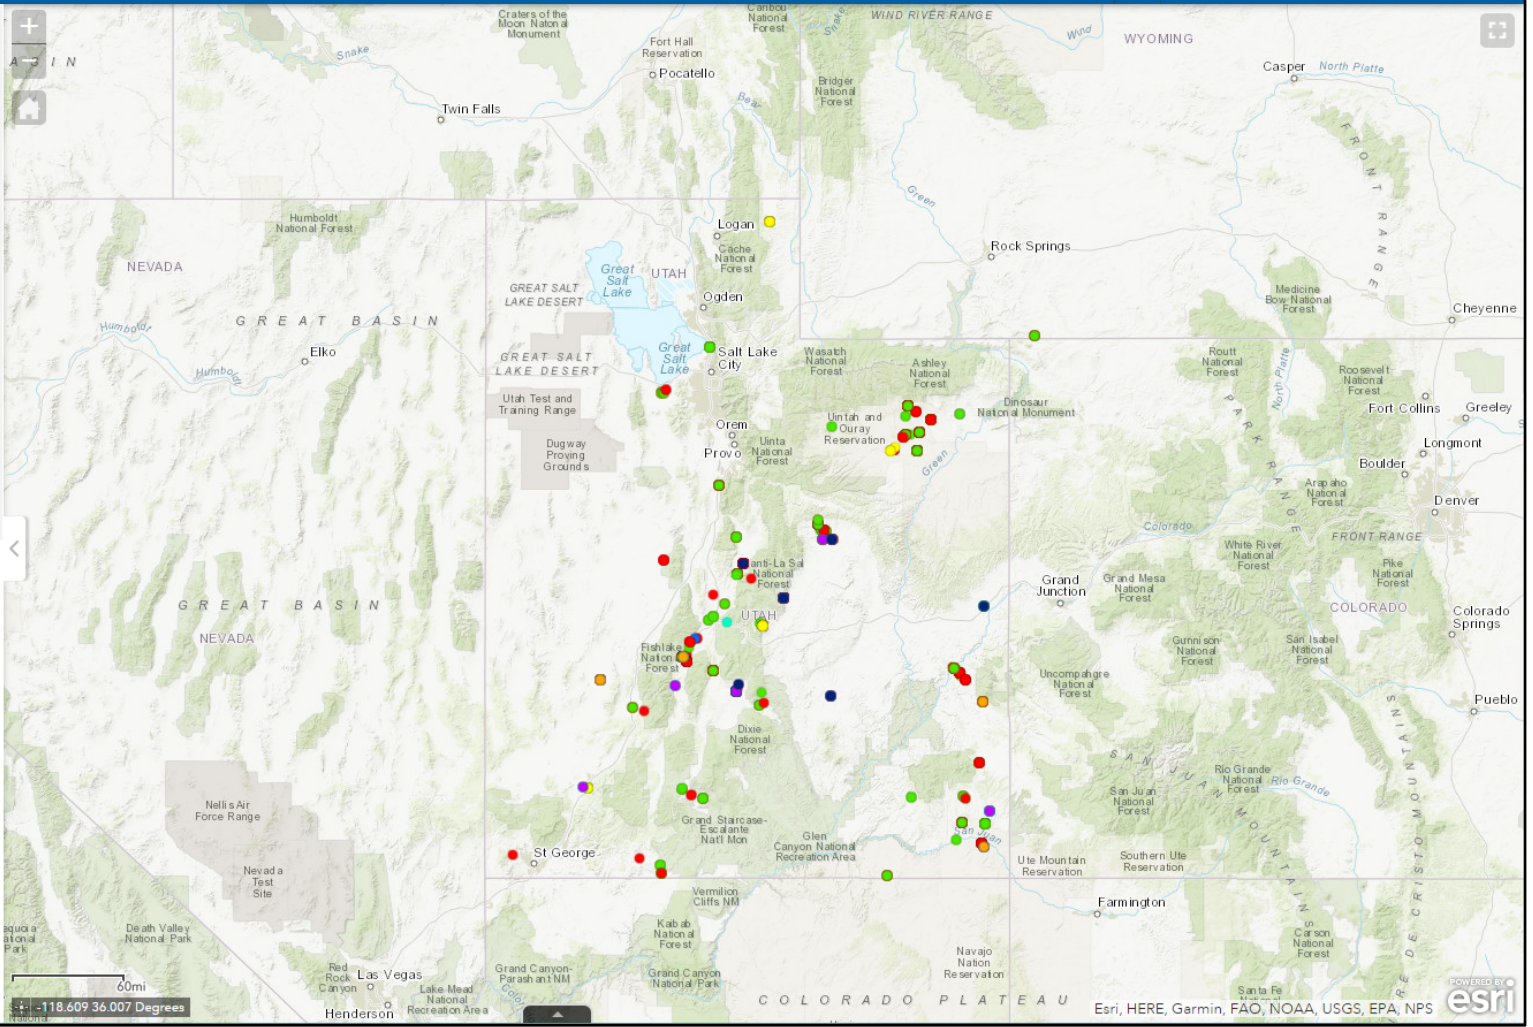 Craters of the
Moon National
Monument
Caribou
National
Forest
WIND RIVER RANGE
Snake
Wind
WYOMING
Fort Hall
Reservation
Pocatello
Snake
Casper
North Platte
Bridger
National
Forest
Bear
Twin Falls
FRONT RANGE
Green
Humboldt
National Forest
Logan
Cache
National
Forest
Rock Springs
NEVADA
Great
Salt
Lake
UTAH
GREAT SALT
LAKE DESERT
Ogden
Medicine
Bow National
Forest
Cheyenne
GREAT BASIN
Humboldt
Elko
Humboldt
GREAT SALT
LAKE DESERT
Great
Salt
Lake
Salt Lake
City
Wasatch
National
Forest
Ashley
National
Forest
Routt
National
Forest
North Platte
Roosevelt
National
Forest
Utah Test and
Training Range
Dinosaur
National Monument
Fort Collins
Greeley
Orem
Uintah and
Ouray
Reservation
PARK RANGE
Dugway
Proving
Grounds
Provo
Uinta
National
Forest
Green
Longmont
Boulder
Arapaho
National
Forest
Denver
Colorado
FRONT RANGE
White River
National
Forest
anti-La Sal
National
Forest
Pike
National
Forest
Grand
Junction
Grand Mesa
National
Forest
GREAT BASIN
UTAH
COLORADO
Colorado
Springs
NEVADA
Fishlake
National
Forest
Gunnison
National
Forest
San Isabel
National
Forest
Uncompahgre
National
Forest
Pueblo
Dixie
National
Forest
SAN JUAN MOUNTAINS
Rio Grande
National
Forest
Rio Grande
San Juan
National
Forest
Nellis Air
Force Range
Grand Staircase-
Escalante
Nat'l Mon
Glen
Canyon National
Recreation Area
San Juan
St George
Ute Mountain
Reservation
Southern Ute
Reservation
Nevada
Test
Site
Vermilion
Cliffs NM
Farmington
Death Valley
National Park
Kaibab
National
Forest
Carson
National
Forest
Navajo
Nation
Reservation
Red
Rock
Canyon
Las Vegas
Grand Canyon-
Parashant NM
Grand Canyon
National
Park
60mi
Lake Mead
National
Recreation Area
Santa Fe
National
COLORADO PLATEAU
-118.609 36.007 Degrees
Henderson
Esri, HERE, Garmin, FAO, NOAA, USGS, EPA, NPS
POWERED BY
esri